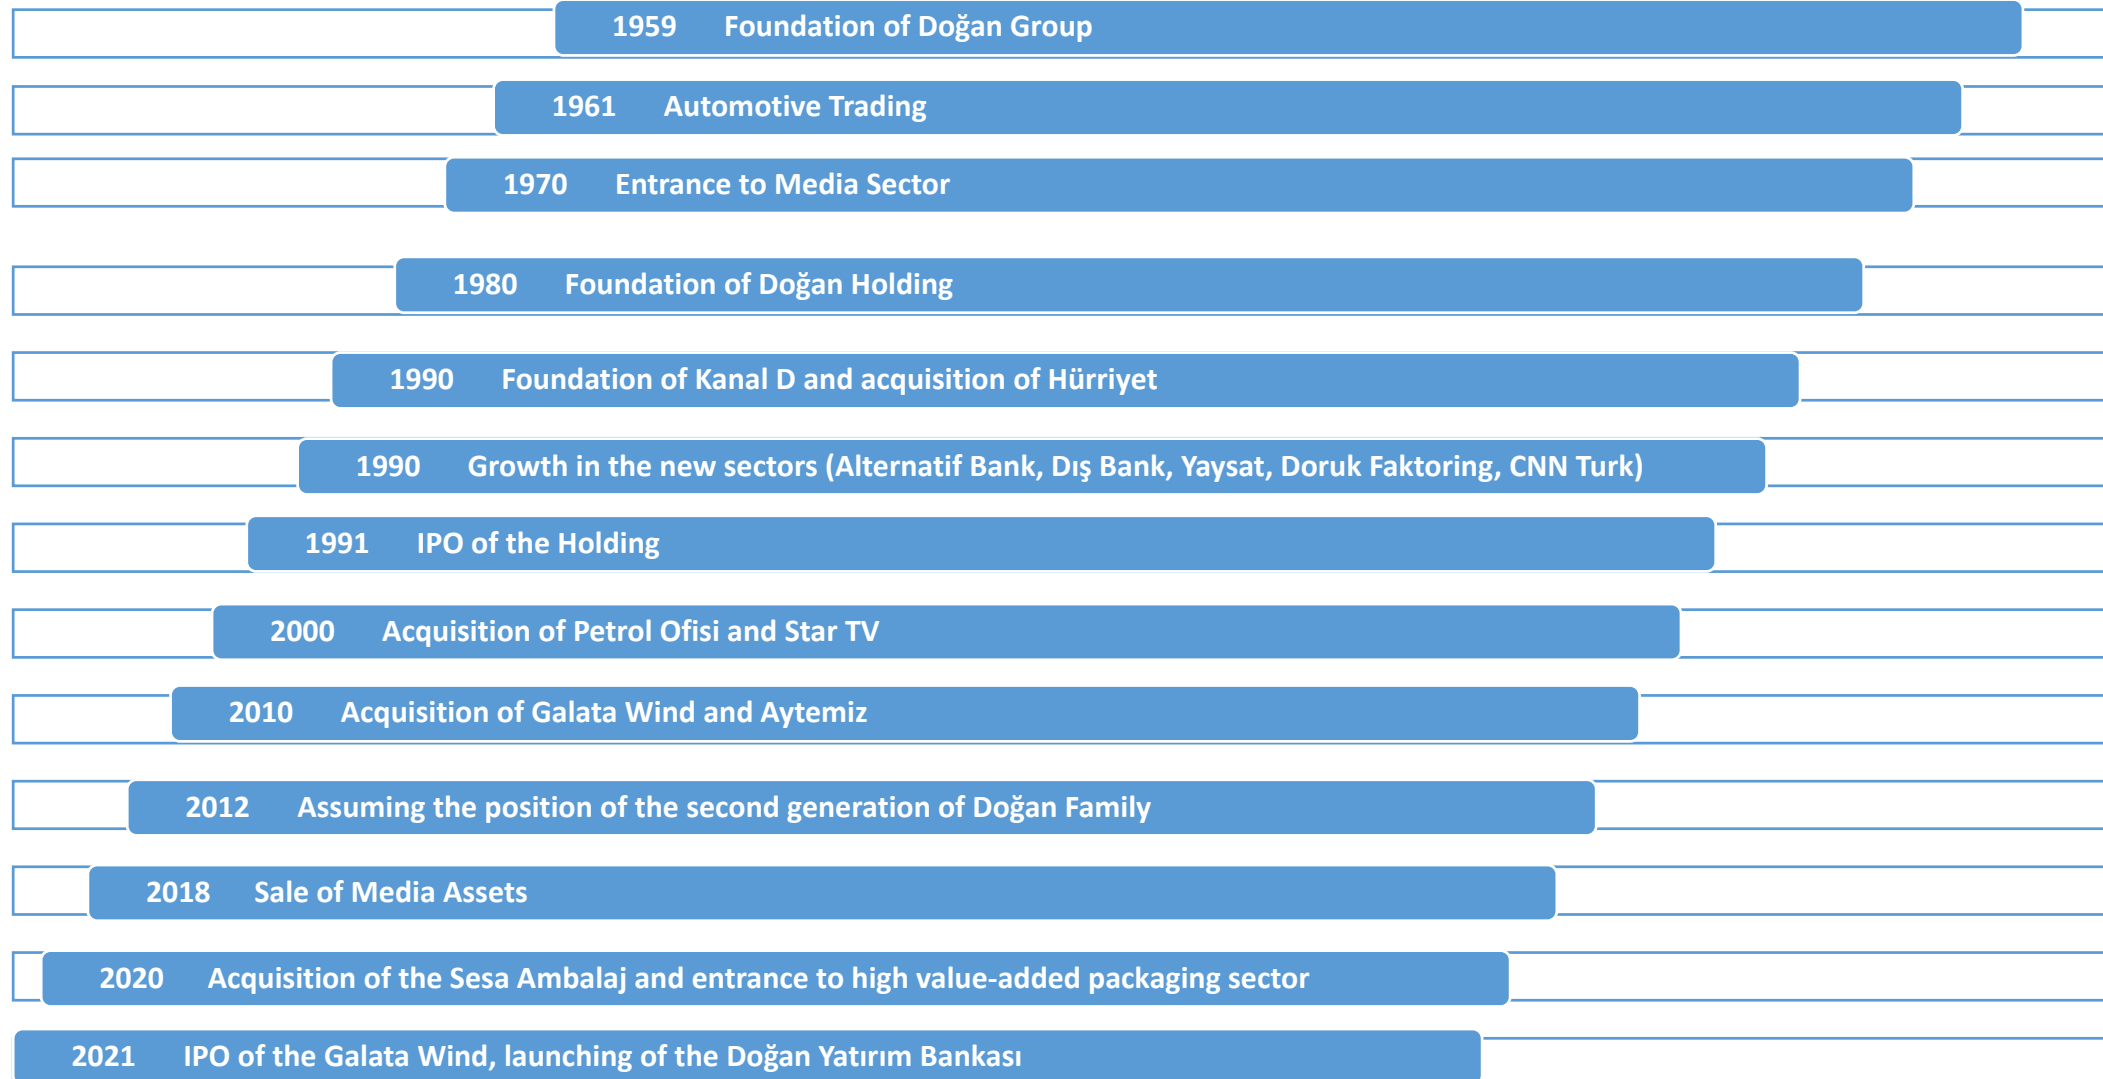 1959 Foundation of Doğan Group
1961 Automotive Trading
1970 Entrance to Media Sector
1980 Foundation of Doğan Holding
1990 Foundation of Kanal D and acquisition of Hürriyet
1990 Growth in the new sectors (Alternatif Bank, Dış Bank, Yaysat, Doruk Faktoring, CNN Turk)
1991 IPO of the Holding
2000 Acquisition of Petrol Ofisi and Star TV
2010 Acquisition of Galata Wind and Aytemiz
2012 Assuming the position of the second generation of Doğan Family
2018 Sale of Media Assets
2020 Acquisition of the Sesa Ambalaj and entrance to high value-added packaging sector
2021 IPO of the Galata Wind, launching of the Doğan Yatırım Bankası